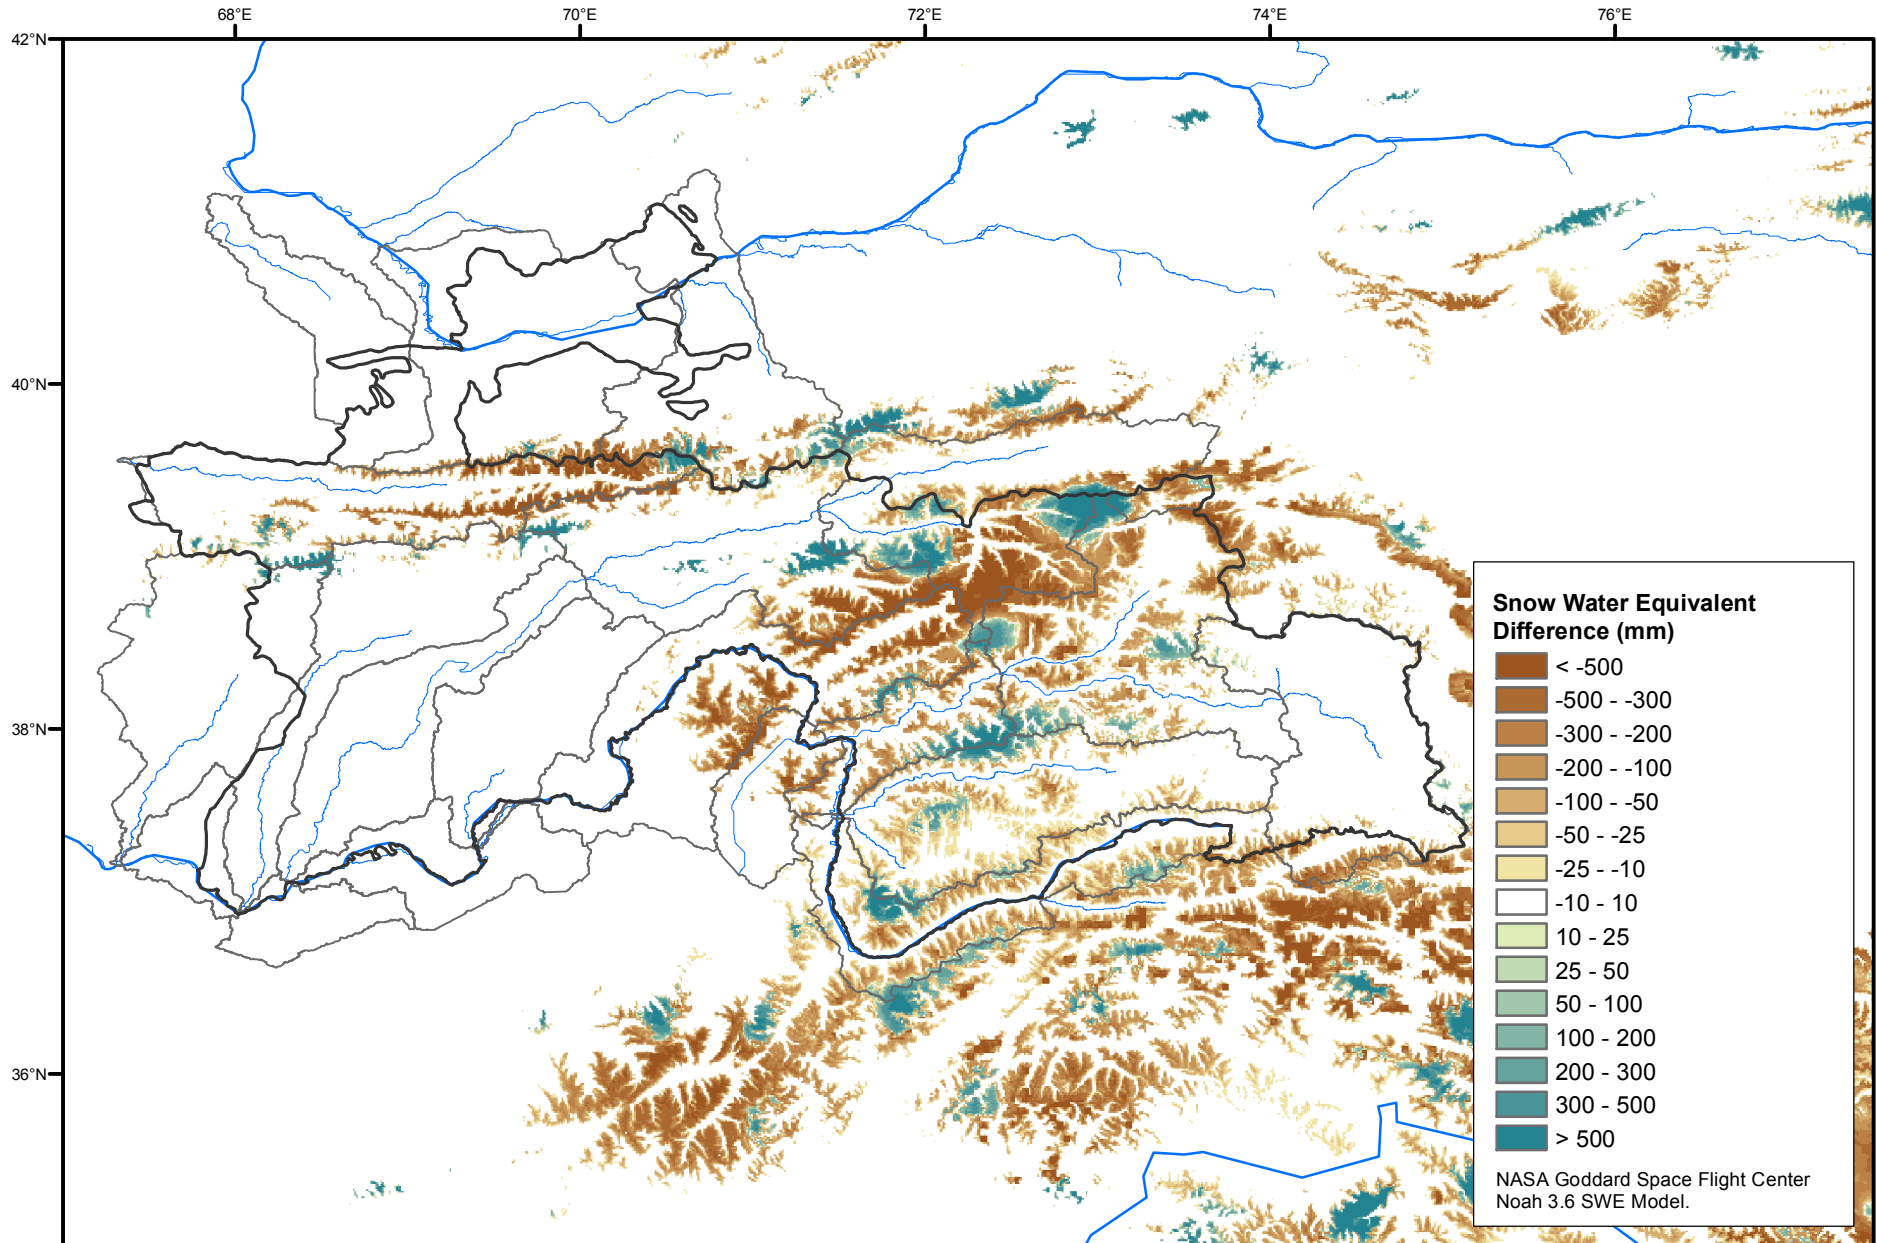 68°E
70°E
72°E
74°E
76°E
42°N
40°N
38°N
36°N
Snow Water Equivalent
Difference (mm)
< -500
-500 - -300
-300 - -200
-200 - -100
-100 - -50
-50 - -25
-25 - -10
-10 - 10
10 - 25
25 - 50
50 - 100
100 - 200
200 - 300
300 - 500
> 500
NASA Goddard Space Flight Center
Noah 3.6 SWE Model.